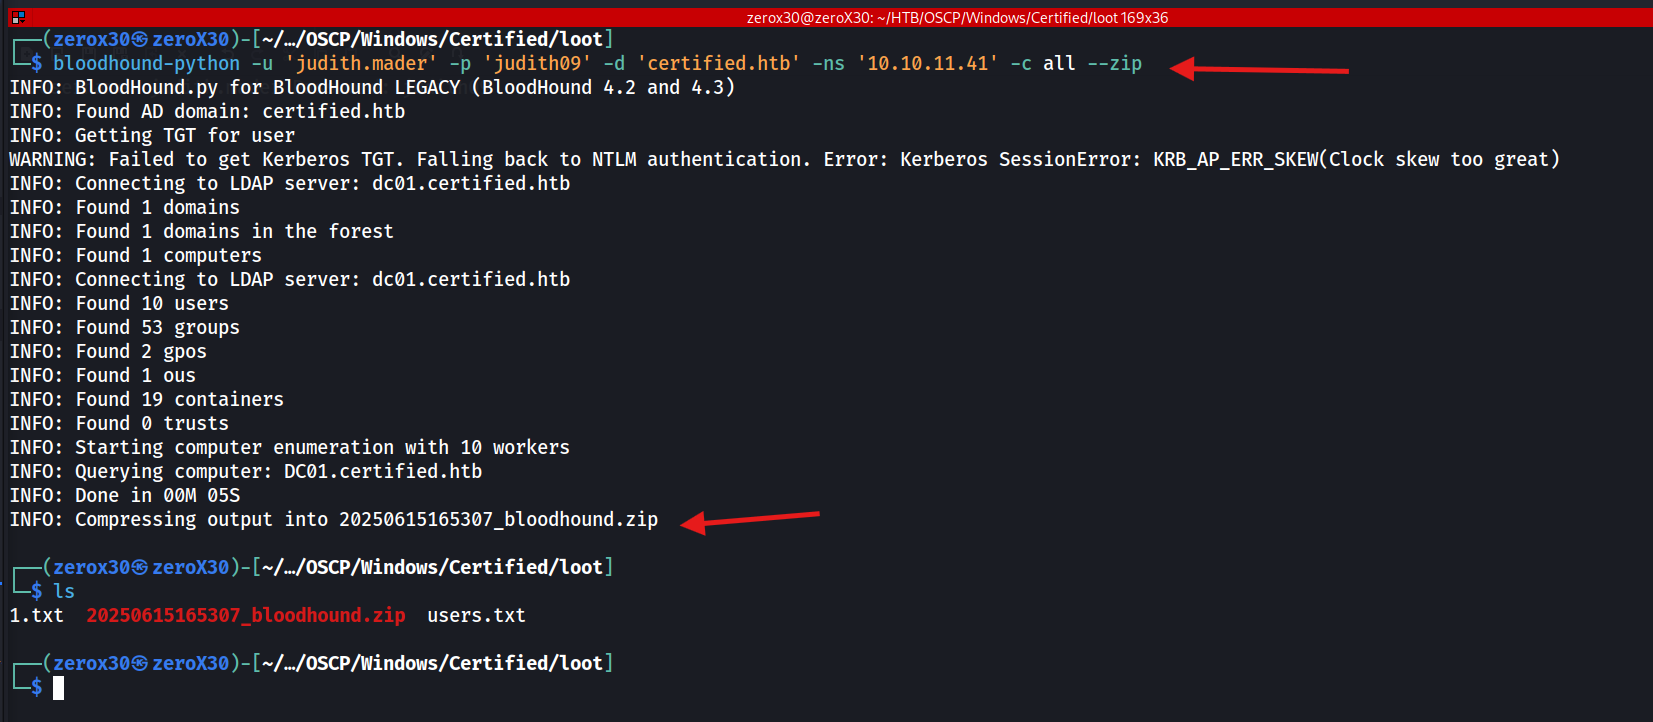 zerox30@zeroX30: ~/HTB/OSCP/Windows/Certified/loot 169x36
┌──(zerox30㉿zeroX30)-[~/…/OSCP/Windows/Certified/loot]
└─$ bloodhound-python -u 'judith.mader' -p 'judith09' -d 'certified.htb' -ns '10.10.11.41' -c all --zip
INFO: BloodHound.py for BloodHound LEGACY (BloodHound 4.2 and 4.3)
INFO: Found AD domain: certified.htb
INFO: Getting TGT for user
WARNING: Failed to get Kerberos TGT. Falling back to NTLM authentication. Error: Kerberos SessionError: KRB_AP_ERR_SKEW(Clock skew too great)
INFO: Connecting to LDAP server: dc01.certified.htb
INFO: Found 1 domains
INFO: Found 1 domains in the forest
INFO: Found 1 computers
INFO: Connecting to LDAP server: dc01.certified.htb
INFO: Found 10 users
INFO: Found 53 groups
INFO: Found 2 gpos
INFO: Found 1 ous
INFO: Found 19 containers
INFO: Found 0 trusts
INFO: Starting computer enumeration with 10 workers
INFO: Querying computer: DC01.certified.htb
INFO: Done in 00M 05S
INFO: Compressing output into 20250615165307_bloodhound.zip
┌──(zerox30㉿zeroX30)-[~/…/OSCP/Windows/Certified/loot]
└─$ ls
1.txt  20250615165307_bloodhound.zip  users.txt
┌──(zerox30㉿zeroX30)-[~/…/OSCP/Windows/Certified/loot]
└─$